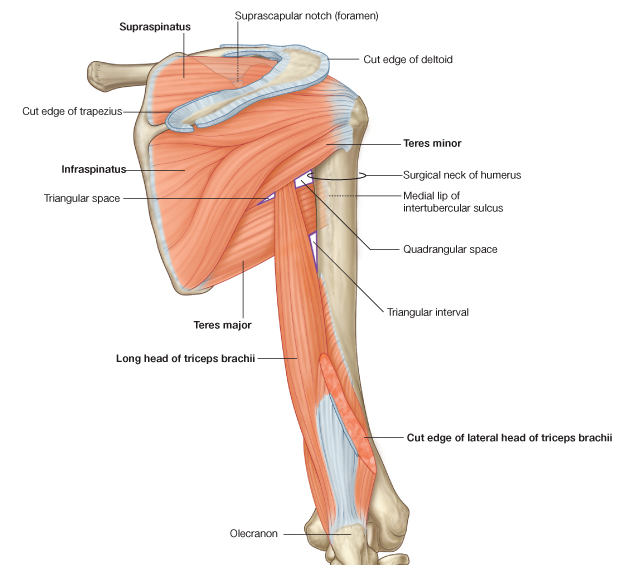 Suprascapular notch (foramen)
Supraspinatus
Cut edge of deltoid
Cut edge of trapezius
Teres minor
Infraspinatus
Surgical neck of humerus
Triangular space
Medial lip of
intertubercular sulcus
Quadrangular space
Triangular interval
Teres major
Long head of triceps brachii
Cut edge of lateral head of triceps brachii
Olecranon